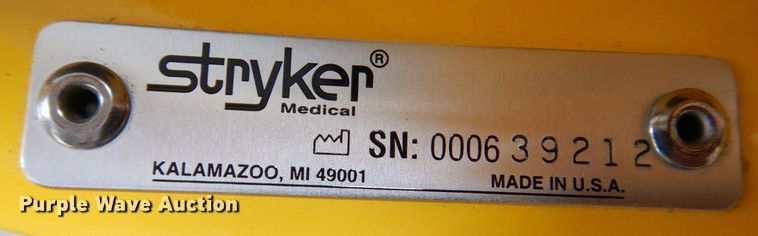 stryker®
Medical
SN: 000639212
KALAMAZOO, MI 49001 MADE IN U.S.A.
Purple Wave Auction